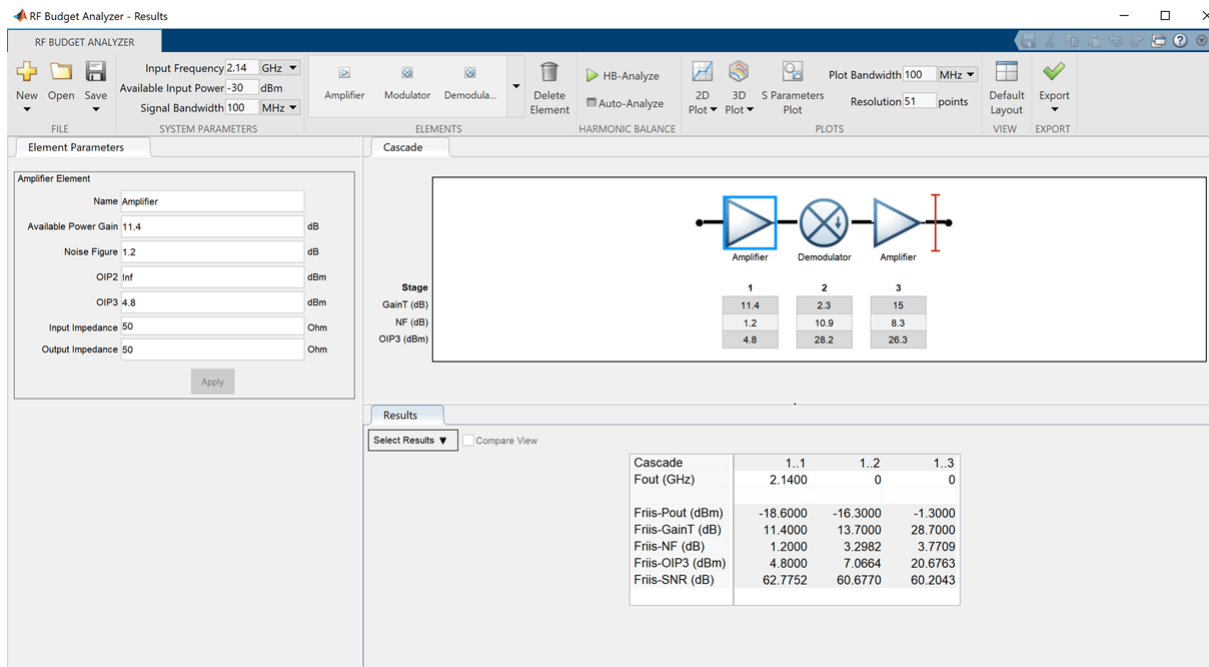 RF Budget Analyzer - Results
RF BUDGET ANALYZER
New
Open
Save
FILE
Input Frequency 2.14 GHz
Available Input Power -30 dBm
Signal Bandwidth 100 MHz
SYSTEM PARAMETERS
Amplifier Modulator Demodula...
ELEMENTS
Delete
Element
HB-Analyze
Auto-Analyze
HARMONIC BALANCE
2D
Plot
3D
Plot
S Parameters
Plot
Plot Bandwidth 100 MHz
Resolution 51 points
PLOTS
Default
Layout
VIEW
Export
EXPORT
Element Parameters
Amplifier Element
Name Amplifier
Available Power Gain 11.4 dB
Noise Figure 1.2 dB
OIP2 Inf dBm
OIP3 4.8 dBm
Input Impedance 50 Ohm
Output Impedance 50 Ohm
Apply
Cascade
Amplifier Demodulator Amplifier
Stage 1 2 3
GainT (dB) 11.4 2.3 15
NF (dB) 1.2 10.9 8.3
OIP3 (dBm) 4.8 28.2 26.3
Results
Select Results Compare View
Cascade 1..1 1..2 1..3
Fout (GHz) 2.1400 0 0
Friis-Pout (dBm) -18.6000 -16.3000 -1.3000
Friis-GainT (dB) 11.4000 13.7000 28.7000
Friis-NF (dB) 1.2000 3.2982 3.7709
Friis-OIP3 (dBm) 4.8000 7.0664 20.6763
Friis-SNR (dB) 62.7752 60.6770 60.2043